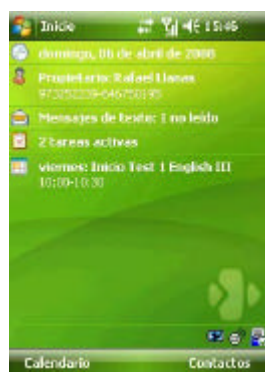 Inicio 15:46
domingo, 06 de abril de 2008
Propietario: Rafael Llanas
Mensajes de texto: 1 no leído
2 tareas activas
viernes: Inicio Test 1 English III
10:00-10:30
Calendario Contactos